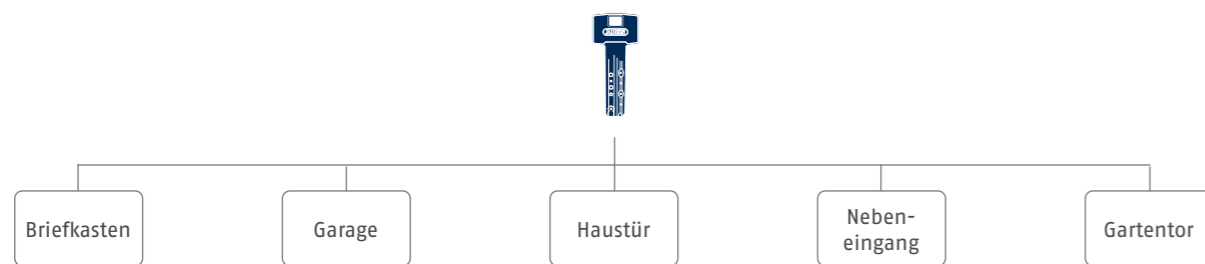 Briefkasten
Garage
Haustür
Neben-
eingang
Gartentor